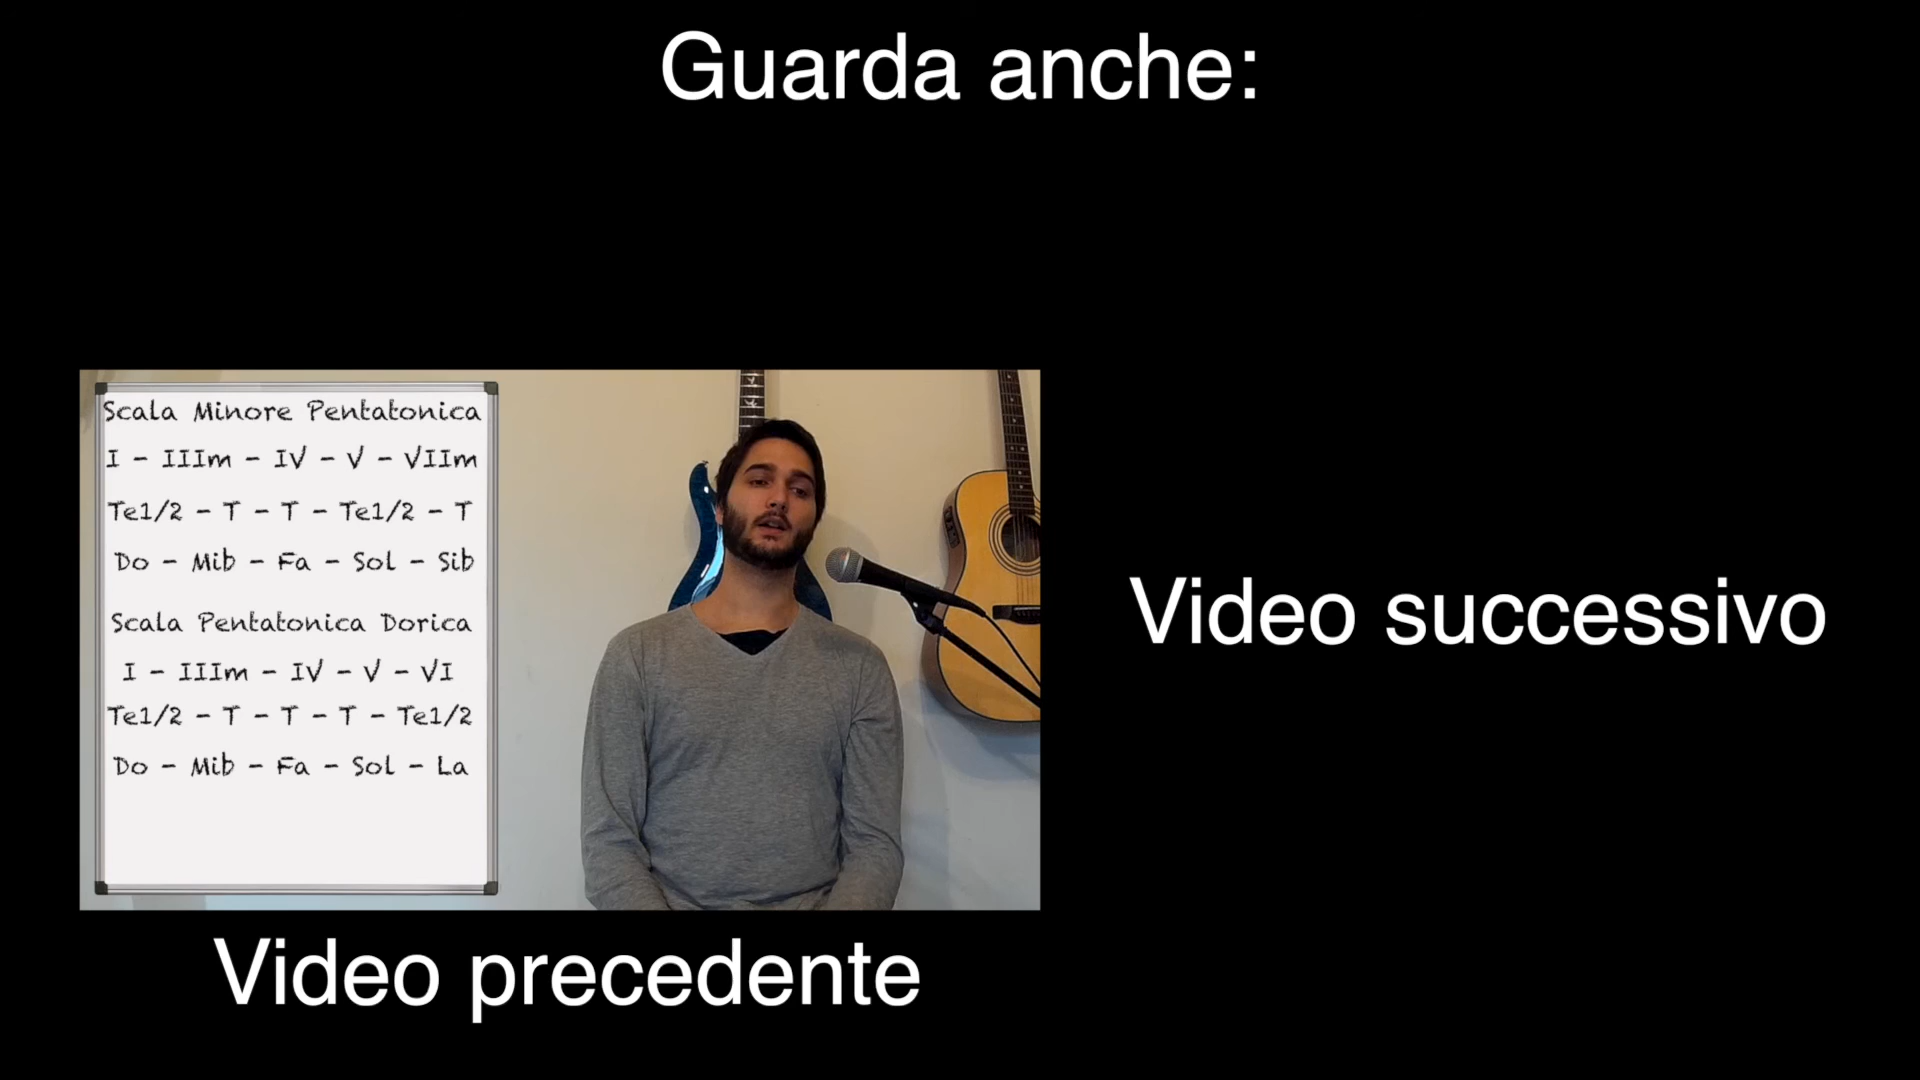 Guarda anche:
Scala Minore Pentatonica
I - IIIm - IV - V - VIIm
Te1/2 - T - T - Te1/2 - T
Do - Mib - Fa - Sol - Sib
Scala Pentatonica Dorica
I - IIIm - IV - V - VI
Te1/2 - T - T - T - Te1/2
Do - Mib - Fa - Sol - La
Video successivo
Video precedente